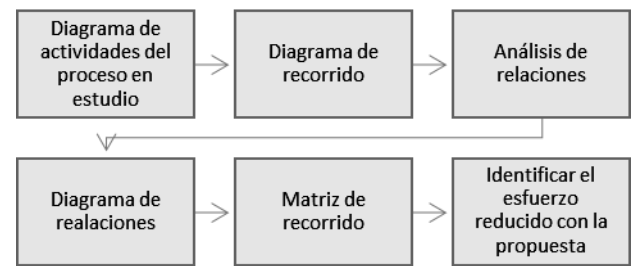 Diagrama de
actividades del
proceso en
estudio
Diagrama de
recorrido
Análisis de
relaciones
Diagrama de
realaciones
Matriz de
recorrido
Identificar el
esfuerzo
reducido con la
propuesta